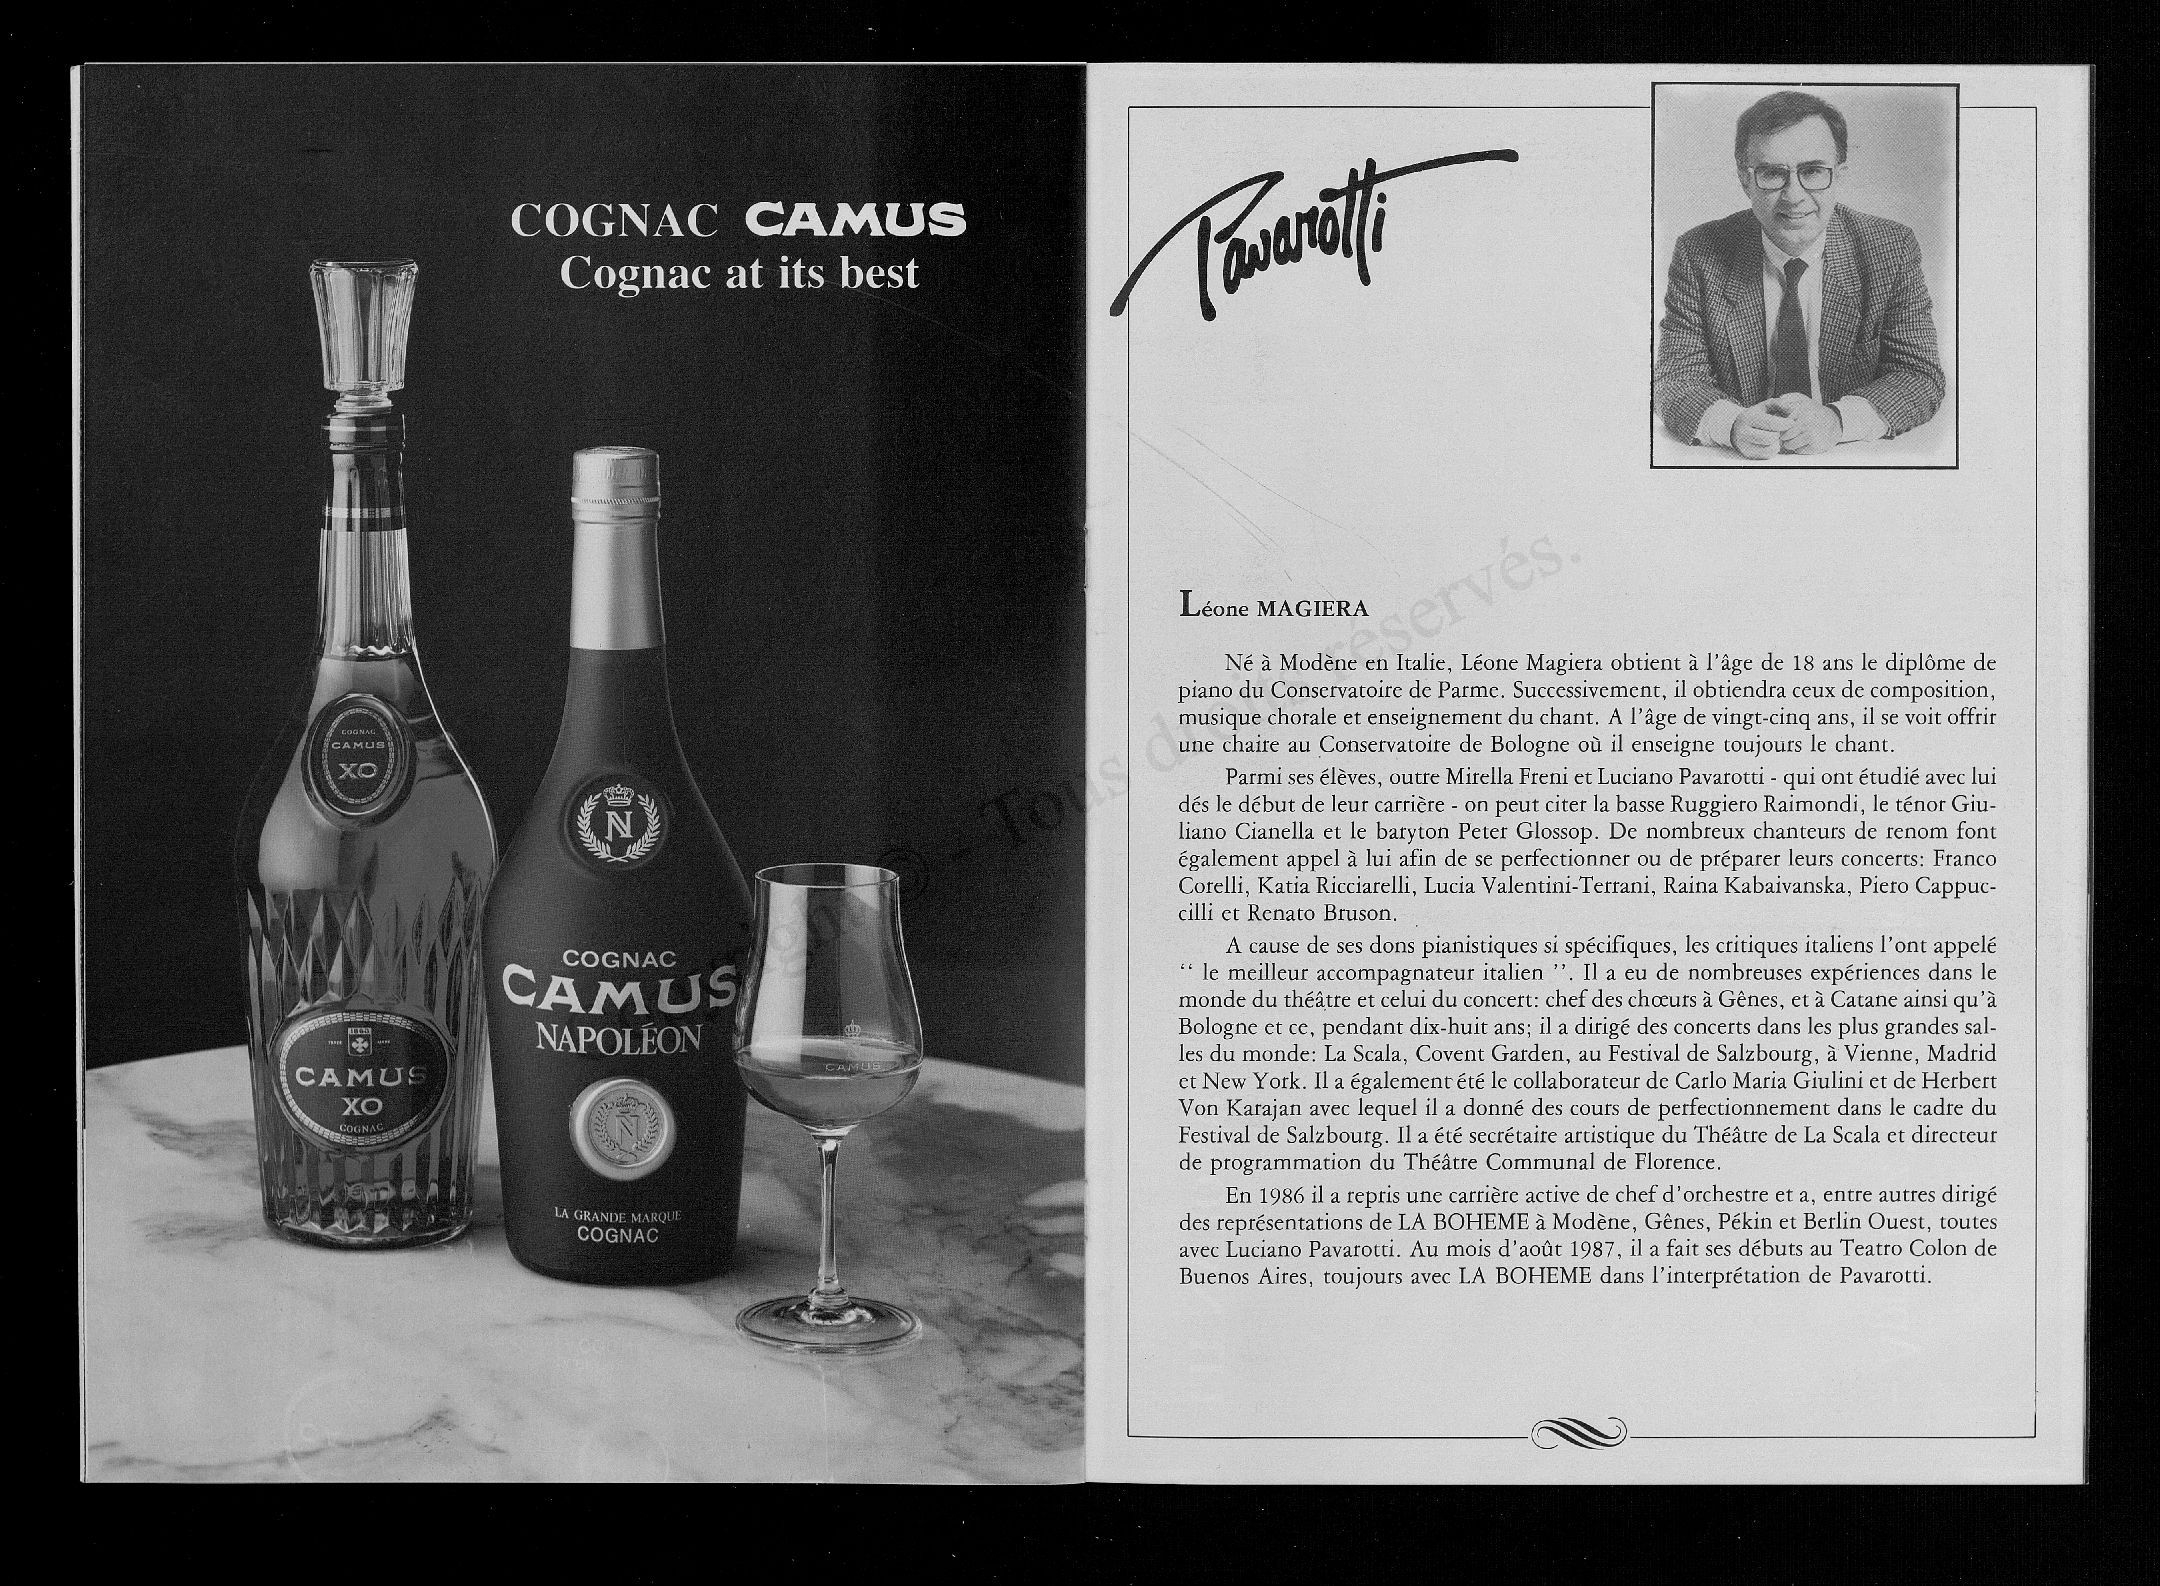 COGNAC CAMUS
Cognac at its best
COGNAC
CAMUS
XO
N
COGNAC
CAMUS
NAPOLÉON
1863
TRADE MARK
CAMUS
XO
COGNAC
CAMUS
N
LA GRANDE MARQUE
COGNAC
Pavarotti
Léone MAGIERA
Né à Modène en Italie, Léone Magiera obtient à l'âge de 18 ans le diplôme de
piano du Conservatoire de Parme. Successivement, il obtiendra ceux de composition,
musique chorale et enseignement du chant. A l'âge de vingt-cinq ans, il se voit offrir
une chaire au Conservatoire de Bologne où il enseigne toujours le chant.
Parmi ses élèves, outre Mirella Freni et Luciano Pavarotti - qui ont étudié avec lui
dés le début de leur carrière - on peut citer la basse Ruggiero Raimondi, le ténor Giu-
liano Cianella et le baryton Peter Glossop. De nombreux chanteurs de renom font
également appel à lui afin de se perfectionner ou de préparer leurs concerts: Franco
Corelli, Katia Ricciarelli, Lucia Valentini-Terrani, Raina Kabaivanska, Piero Cappuc-
cilli et Renato Bruson.
A cause de ses dons pianistiques si spécifiques, les critiques italiens l'ont appelé
“ le meilleur accompagnateur italien ”. Il a eu de nombreuses expériences dans le
monde du théâtre et celui du concert: chef des chœurs à Gênes, et à Catane ainsi qu'à
Bologne et ce, pendant dix-huit ans; il a dirigé des concerts dans les plus grandes sal-
les du monde: La Scala, Covent Garden, au Festival de Salzbourg, à Vienne, Madrid
et New York. Il a également été le collaborateur de Carlo Maria Giulini et de Herbert
Von Karajan avec lequel il a donné des cours de perfectionnement dans le cadre du
Festival de Salzbourg. Il a été secrétaire artistique du Théâtre de La Scala et directeur
de programmation du Théâtre Communal de Florence.
En 1986 il a repris une carrière active de chef d'orchestre et a, entre autres dirigé
des représentations de LA BOHEME à Modène, Gênes, Pékin et Berlin Ouest, toutes
avec Luciano Pavarotti. Au mois d'août 1987, il a fait ses débuts au Teatro Colon de
Buenos Aires, toujours avec LA BOHEME dans l'interprétation de Pavarotti.
© - Tous droits réservés.